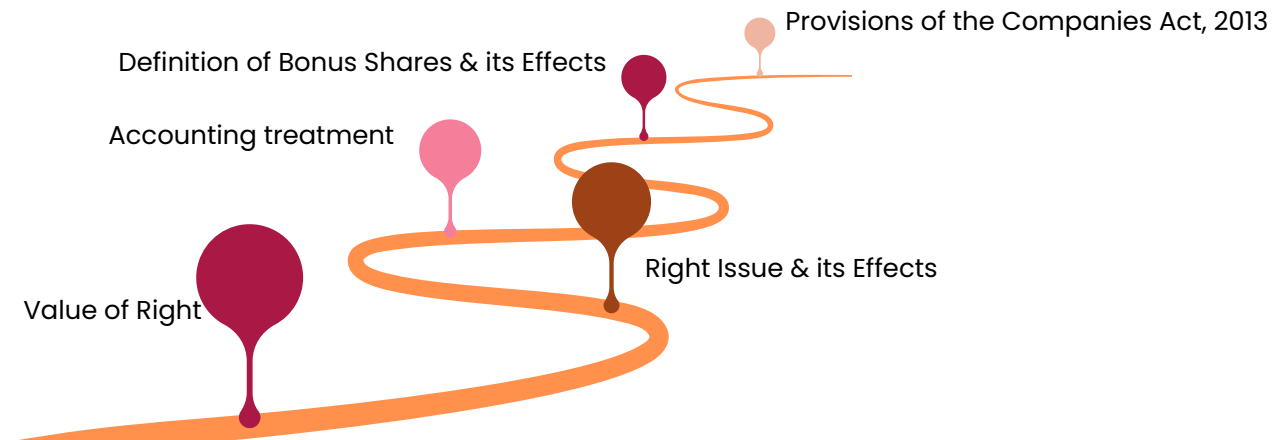 Provisions of the Companies Act, 2013
Definition of Bonus Shares & its Effects
Accounting treatment
Right Issue & its Effects
Value of Right